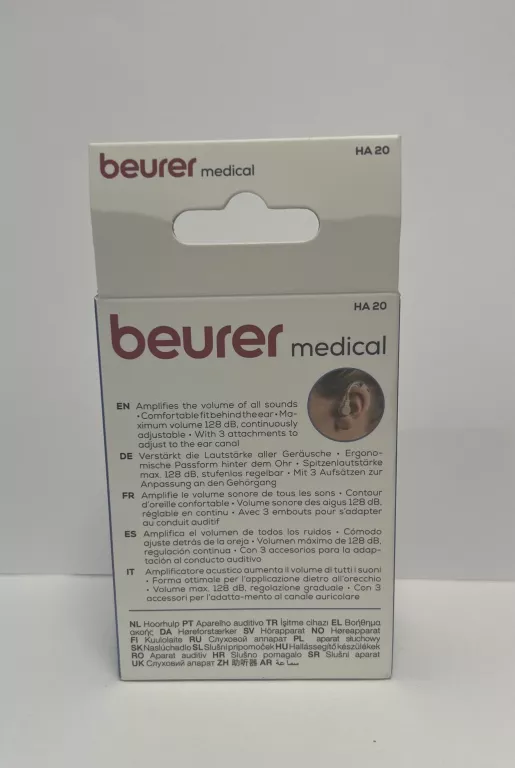 HA 20
beurer medical
HA 20
beurer medical
EN Amplifies the volume of all sounds
• Comfortable fit behind the ear • Ma-
ximum volume 128 dB, continuously
adjustable • With 3 attachments to
adjust to the ear canal
DE Verstärkt die Lautstärke aller Geräusche • Ergono-
mische Passform hinter dem Ohr • Spitzenlautstärke
max. 128 dB, stufenlos regelbar • Mit 3 Aufsätzen zur
Anpassung an den Gehörgang
FR Amplifie le volume sonore de tous les sons • Contour
d'oreille confortable • Volume sonore des aigus 128 dB,
réglable en continu • Avec 3 embouts pour s'adapter
au conduit auditif
ES Amplifica el volumen de todos los ruidos • Cómodo
ajuste detrás de la oreja • Volumen máximo de 128 dB,
regulación continua • Con 3 accesorios para la adap-
tación al conducto auditivo
IT Amplificatore acustico aumenta il volume di tutti i suoni
• Forma ottimale per l'applicazione dietro all'orecchio
• Volume max. 128 dB, regolazione graduale • Con 3
accessori per l'adatta-mento al canale auricolare
NL Hoorhulp PT Aparelho auditivo TR İşitme cihazı EL Βοήθημα
ακοής DA Høreforstærker SV Hörapparat NO Høreapparat
FI Kuulolaite RU Слуховой аппарат PL aparat słuchowy
SK Naslúchadlo SL Slušni pripomoček HU Hallássegítő készülékek
RO Aparat auditiv HR Slušno pomagalo SR Slušni aparat
UK Слуховий апарат ZH 助听器 AR سماعة